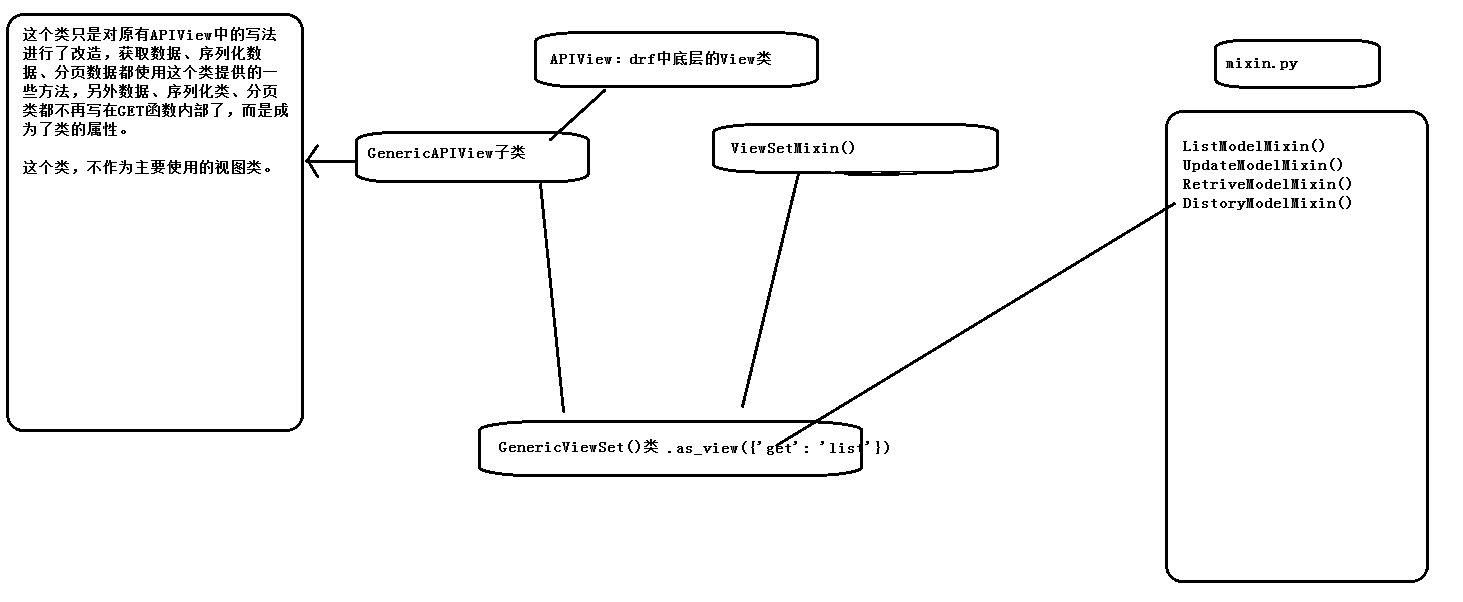 这个类只是对原有APIView中的写法
进行了改造，获取数据、序列化数
据、分页数据都使用这个类提供的一
些方法，另外数据、序列化类、分页
类都不再写在GET函数内部了，而是成
为了类的属性。
这个类，不作为主要使用的视图类。
APIView：drf中底层的View类
GenericAPIView子类
ViewSetMixin()
GenericViewSet()类 .as_view({'get': 'list'})
mixin.py
ListModelMixin()
UpdateModelMixin()
RetriveModelMixin()
DistoryModelMixin()